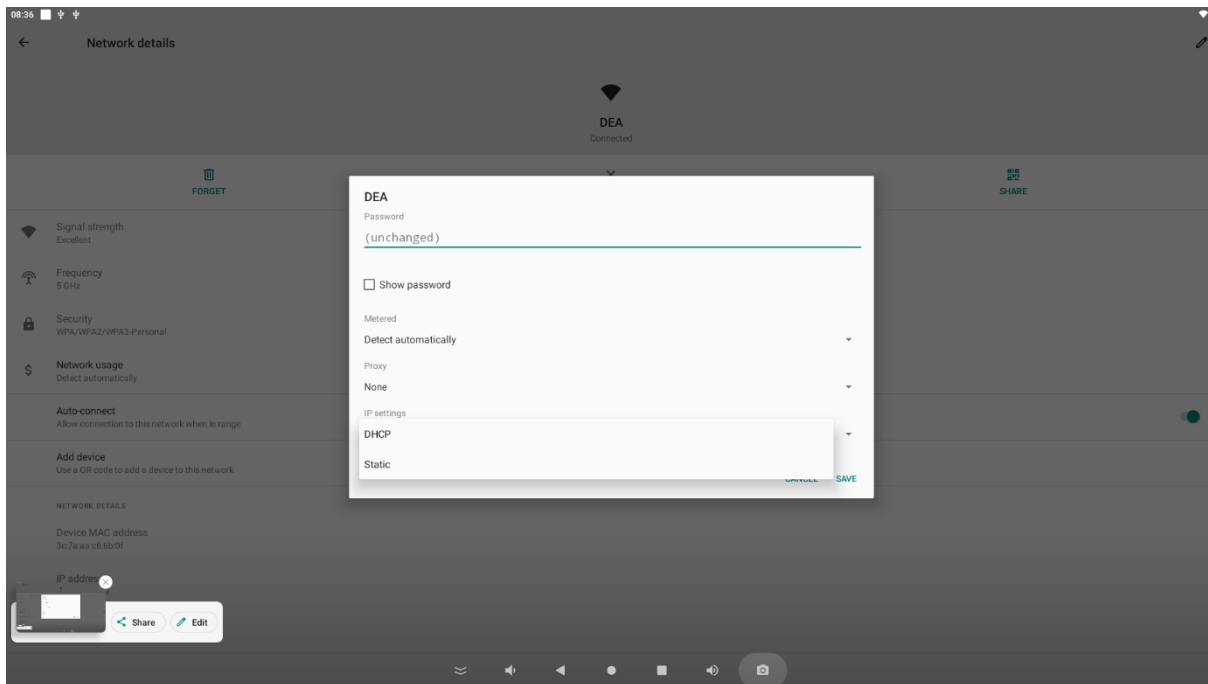 08:36
Network details
DEA
Connected
FORGET
SHARE
Signal strength
Excellent
Frequency
5 GHz
Security
WPA/WPA2/WPA3-Personal
Network usage
Detect automatically
Auto-connect
Allow connection to this network when in range
Add device
Use a QR code to add a device to this network
NETWORK DETAILS
Device MAC address
3c:7a:aa:c6:6b:0f
IP address
DEA
Password
(unchanged)
Show password
Metered
Detect automatically
Proxy
None
IP settings
DHCP
Static
CANCEL SAVE
Share Edit